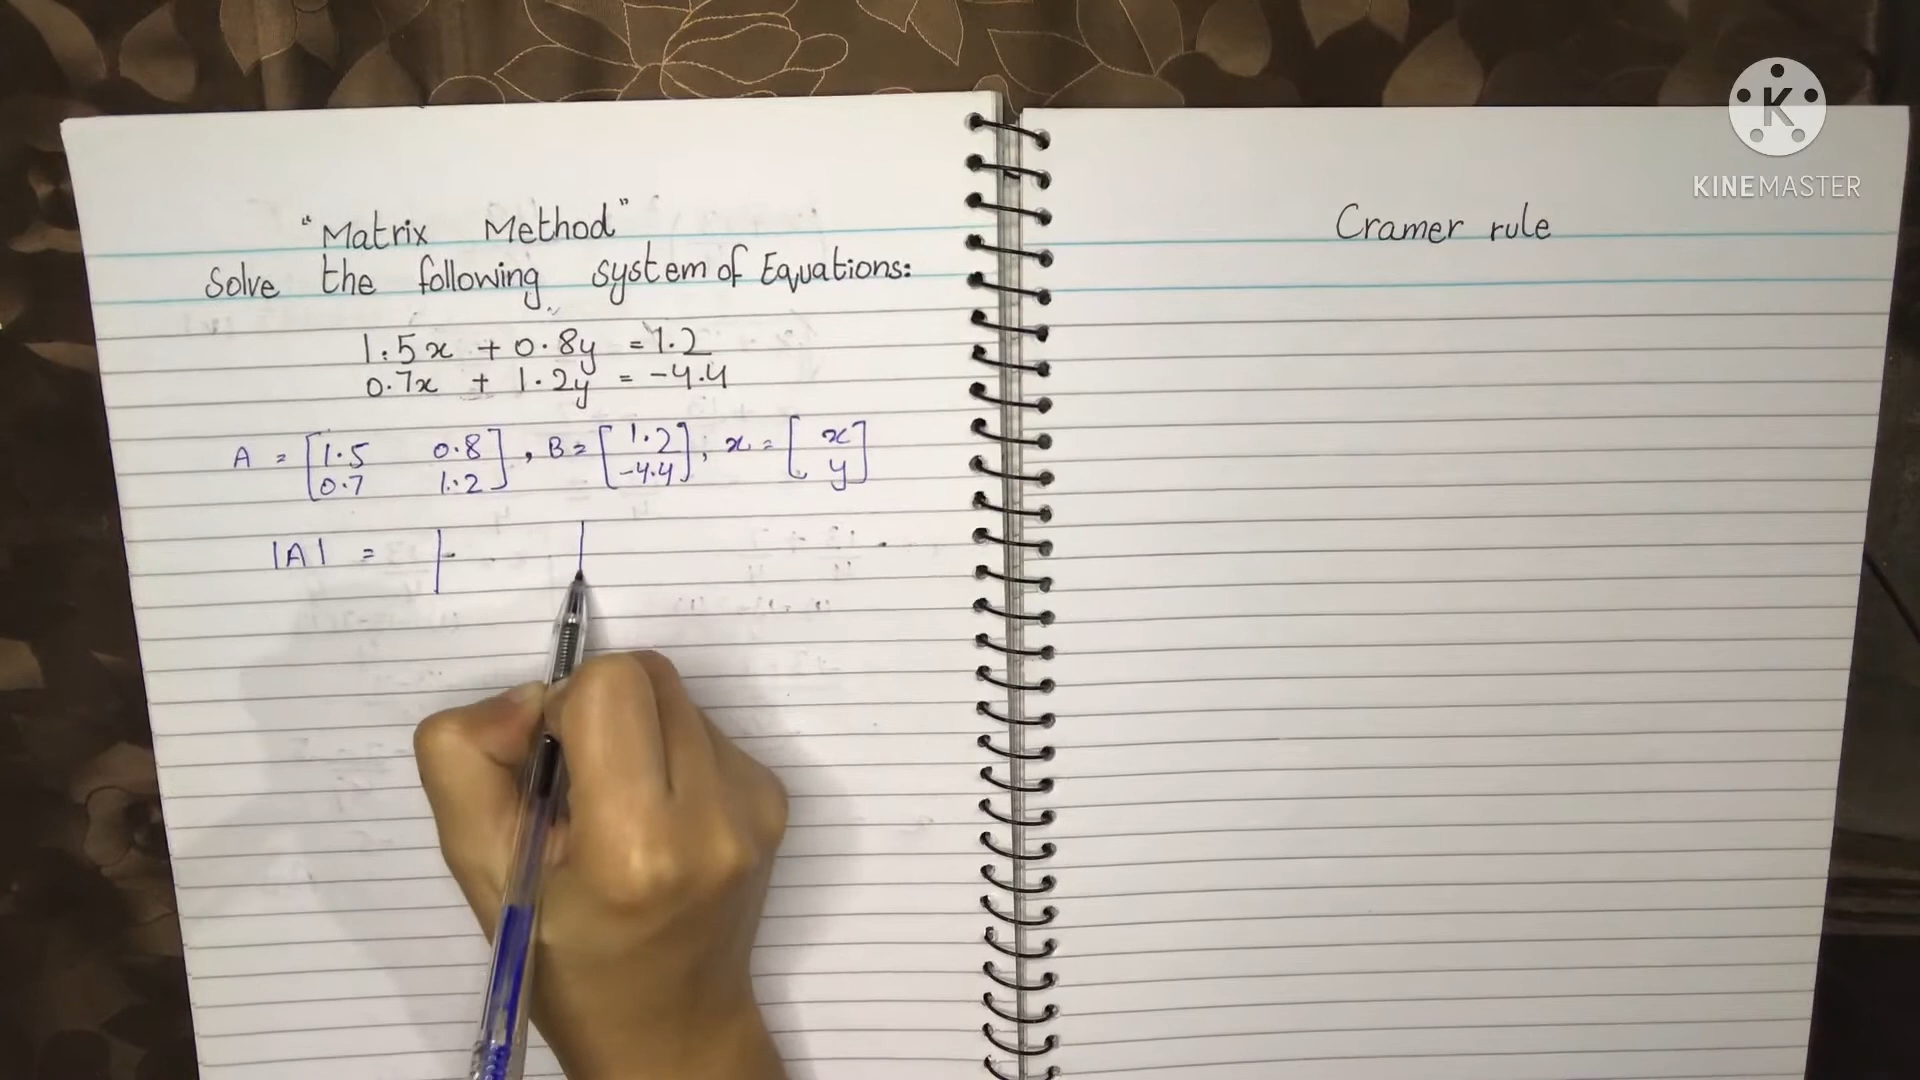 "Matrix Method"
Solve the following system of Equations:
1.5x + 0.8y = 1.2
0.7x + 1.2y = -4.4
A = [1.5 0.8
0.7 1.2], B = [1.2
-4.4]; x = [x
y]
|A| = | |
Cramer rule
K
KINEMASTER